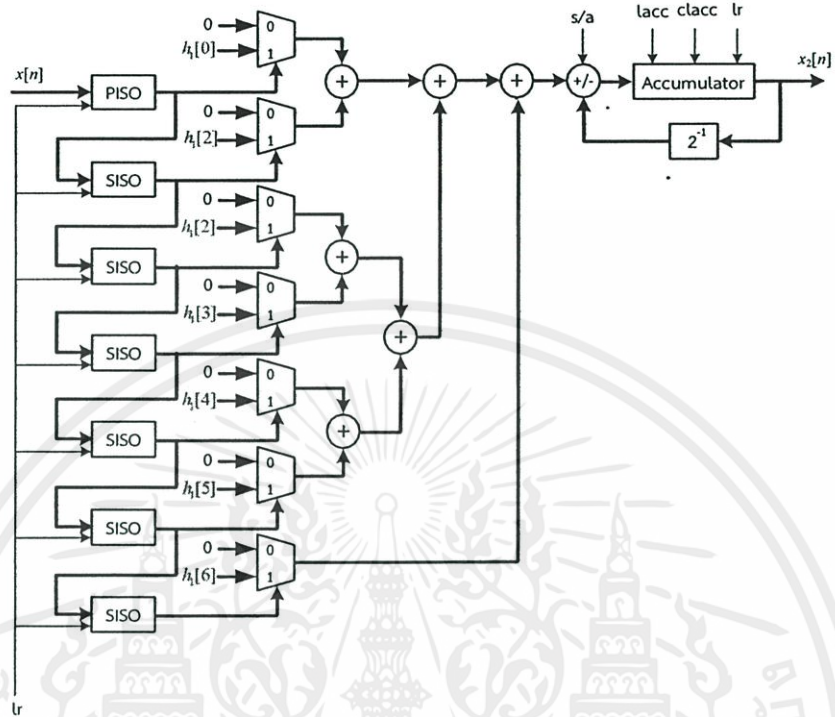 s/a
lacc clacc lr
x[n]
PISO
0
h₁[0]
0
1
+
+
+
+/-
Accumulator
x₂[n]
2⁻¹
0
h₁[2]
0
1
SISO
0
h₁[2]
0
1
+
SISO
0
h₁[3]
0
1
+
SISO
0
h₁[4]
0
1
+
SISO
0
h₁[5]
0
1
SISO
0
h₁[6]
0
1
SISO
lr